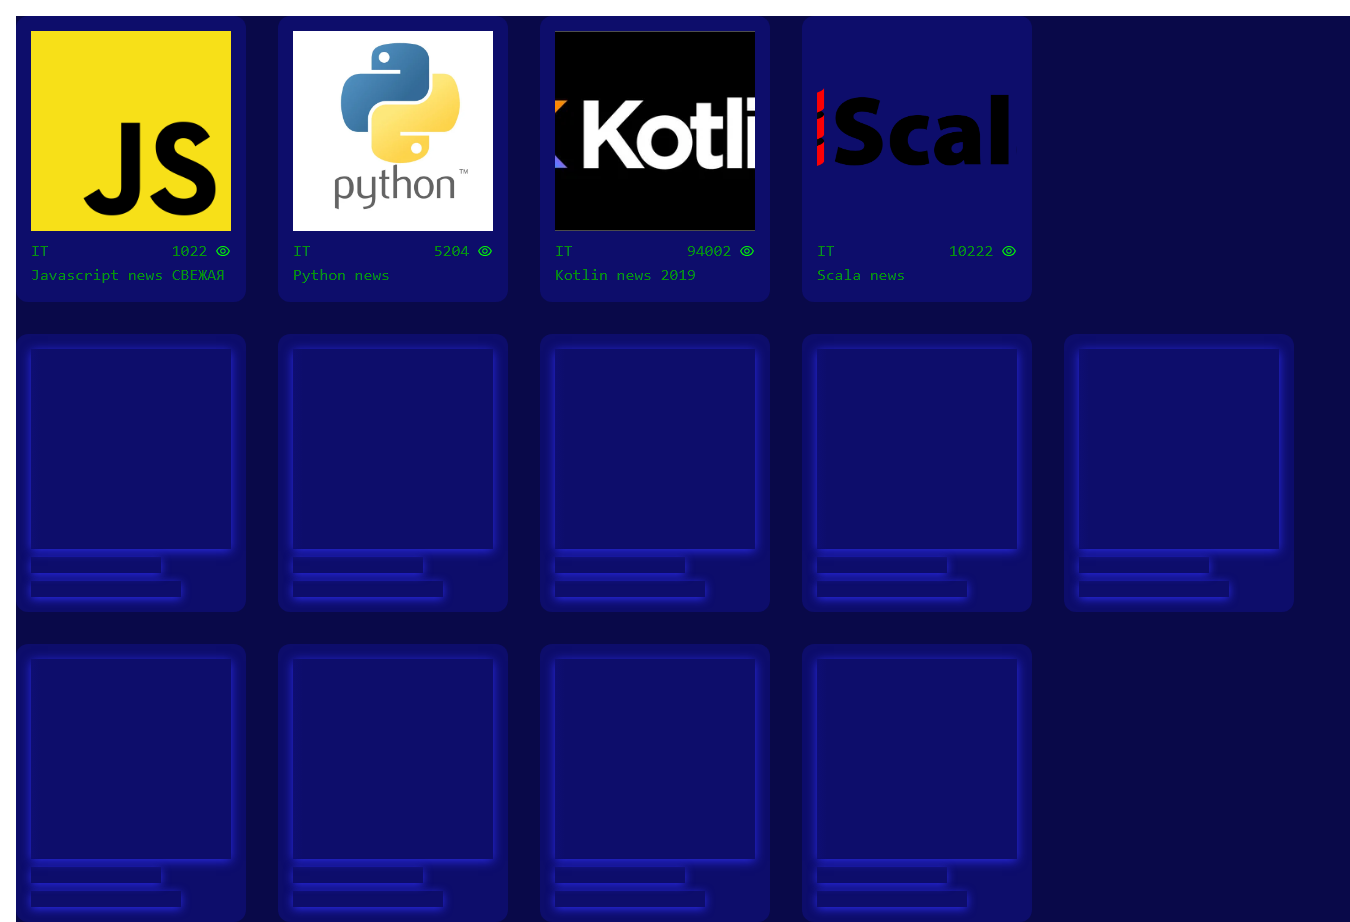 JS
python™
Kotli
Scal
IT 1022
Javascript news СВЕЖАЯ
IT 5204
Python news
IT 94002
Kotlin news 2019
IT 10222
Scala news